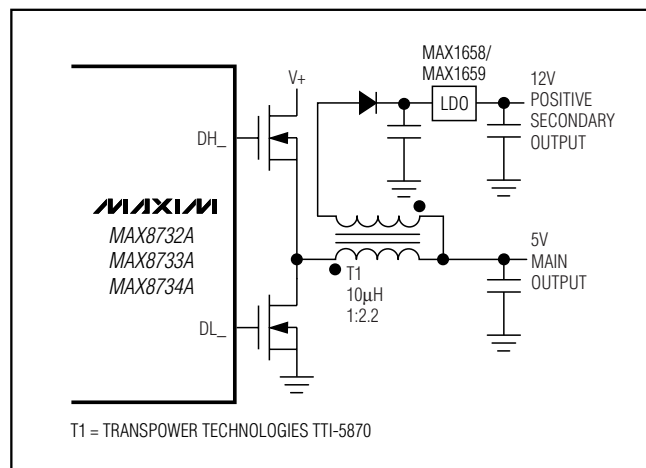 MAX1658/
MAX1659
V+
LDO
12V
POSITIVE
SECONDARY
OUTPUT
DH_
MAXIM
MAX8732A
MAX8733A
MAX8734A
T1
10μH
1:2.2
5V
MAIN
OUTPUT
DL_
T1 = TRANSPOWER TECHNOLOGIES TTI-5870